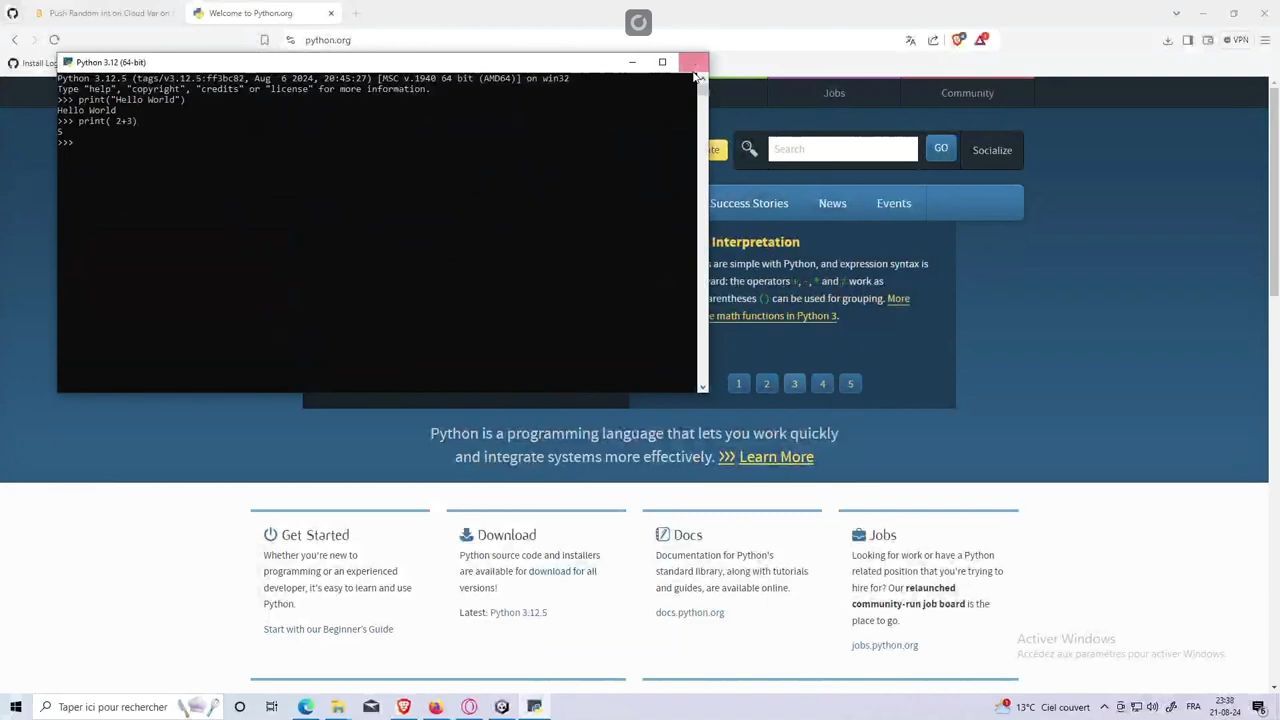 Push Random Int on Cloud Var on
Welcome to Python.org
python.org
VPN
Install Lo
Python 3.12 (64-bit)
Python 3.12.5 (tags/v3.12.5:ff3bc82, Aug  6 2024, 20:45:27) [MSC v.1940 64 bit (AMD64)] on win32
Type "help", "copyright", "credits" or "license" for more information.
>>> print("Hello World")
Hello World
>>> print( 2+3)
5
>>>
Jobs
Community
Search
GO
Socialize
Success Stories
News
Events
Interpretation
s are simple with Python, and expression syntax is
ard: the operators +, -, * and / work as
arentheses () can be used for grouping. More
e math functions in Python 3.
1 2 3 4 5
Python is a programming language that lets you work quickly
and integrate systems more effectively. >>> Learn More
Get Started
Whether you're new to
programming or an experienced
developer, it's easy to learn and use
Python.
Start with our Beginner's Guide
Download
Python source code and installers
are available for download for all
versions!
Latest: Python 3.12.5
Docs
Documentation for Python's
standard library, along with tutorials
and guides, are available online.
docs.python.org
Jobs
Looking for work or have a Python
related position that you're trying to
hire for? Our relaunched
community-run job board is the
place to go.
jobs.python.org
Activer Windows
Accédez aux paramètres pour activer Windows.
Taper ici pour rechercher
13°C Ciel couvert
FRA
23:38
21-08-24